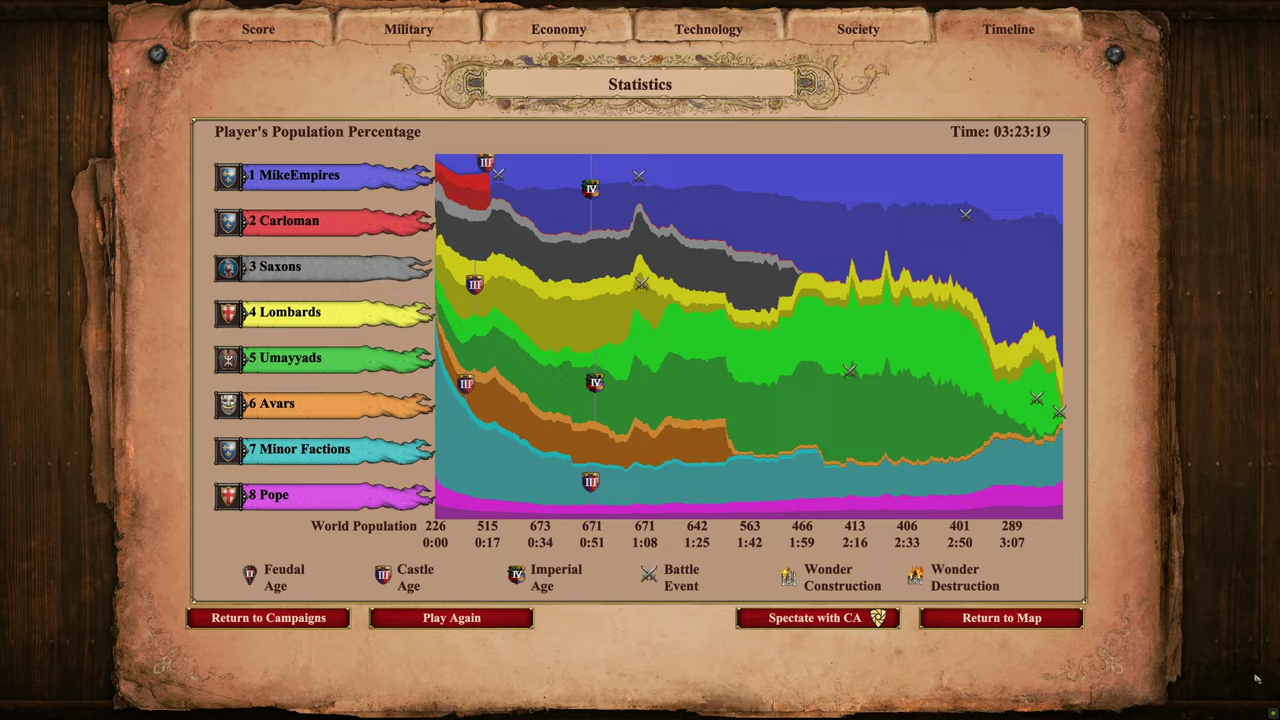 Score Military Economy Technology Society Timeline
Statistics
Player's Population Percentage Time: 03:23:19
1 MikeEmpires
2 Carloman
3 Saxons
4 Lombards
5 Umayyads
6 Avars
7 Minor Factions
8 Pope
World Population 226 515 673 671 671 642 563 466 413 406 401 289
0:00 0:17 0:34 0:51 1:08 1:25 1:42 1:59 2:16 2:33 2:50 3:07
Feudal Castle Imperial Battle Wonder Wonder
Age Age Age Event Construction Destruction
Return to Campaigns Play Again Spectate with CA Return to Map